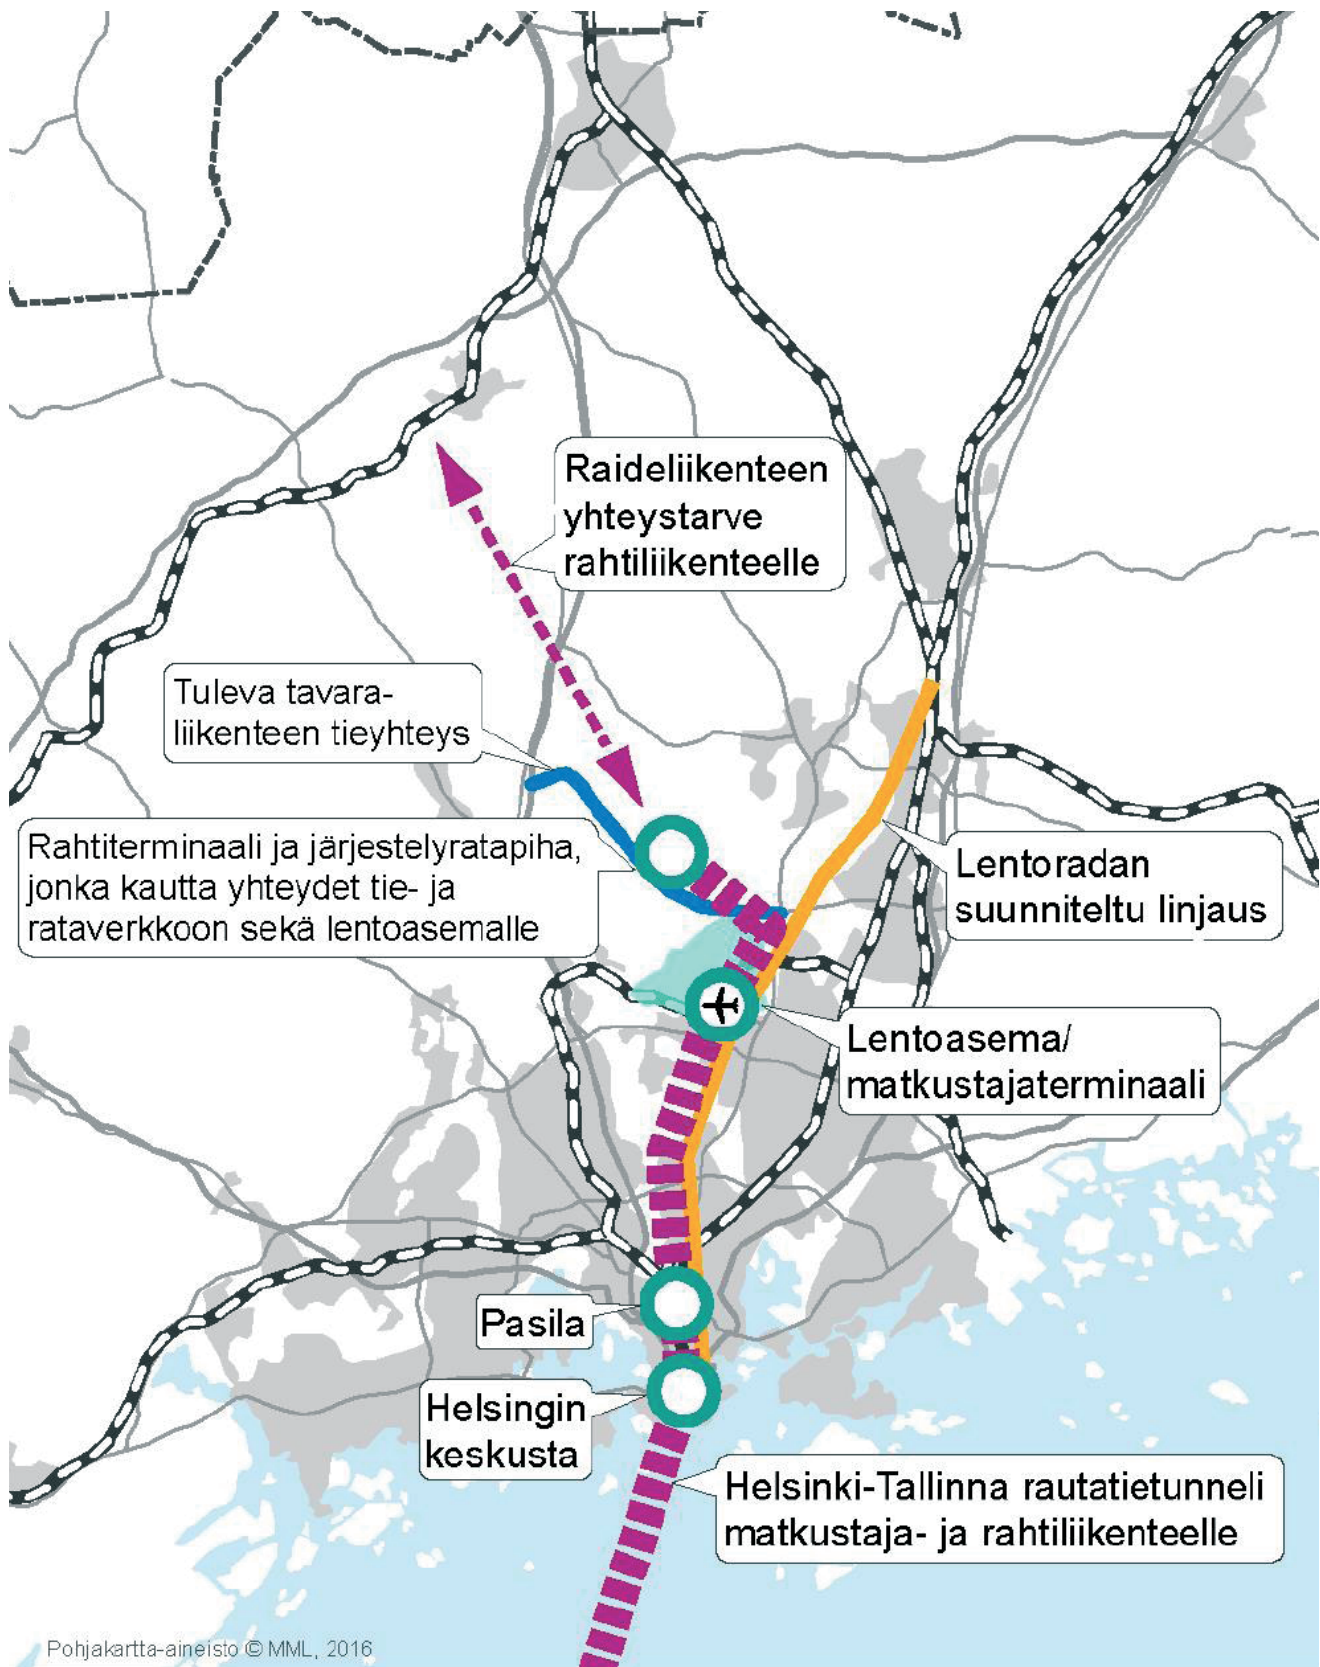 Raideliikenteen
yhteystarve
rahtiliikenteelle
Tuleva tavara-
liikenteen tieyhteys
Rahtiterminaali ja järjestelyratapiha,
jonka kautta yhteydet tie- ja
rataverkkoon sekä lentoasemalle
Lentoradan
suunniteltu linjaus
Lentoasema/
matkustajaterminaali
Pasila
Helsingin
keskusta
Helsinki-Tallinna rautatietunneli
matkustaja- ja rahtiliikenteelle
Pohjakartta-aineisto © MML, 2016